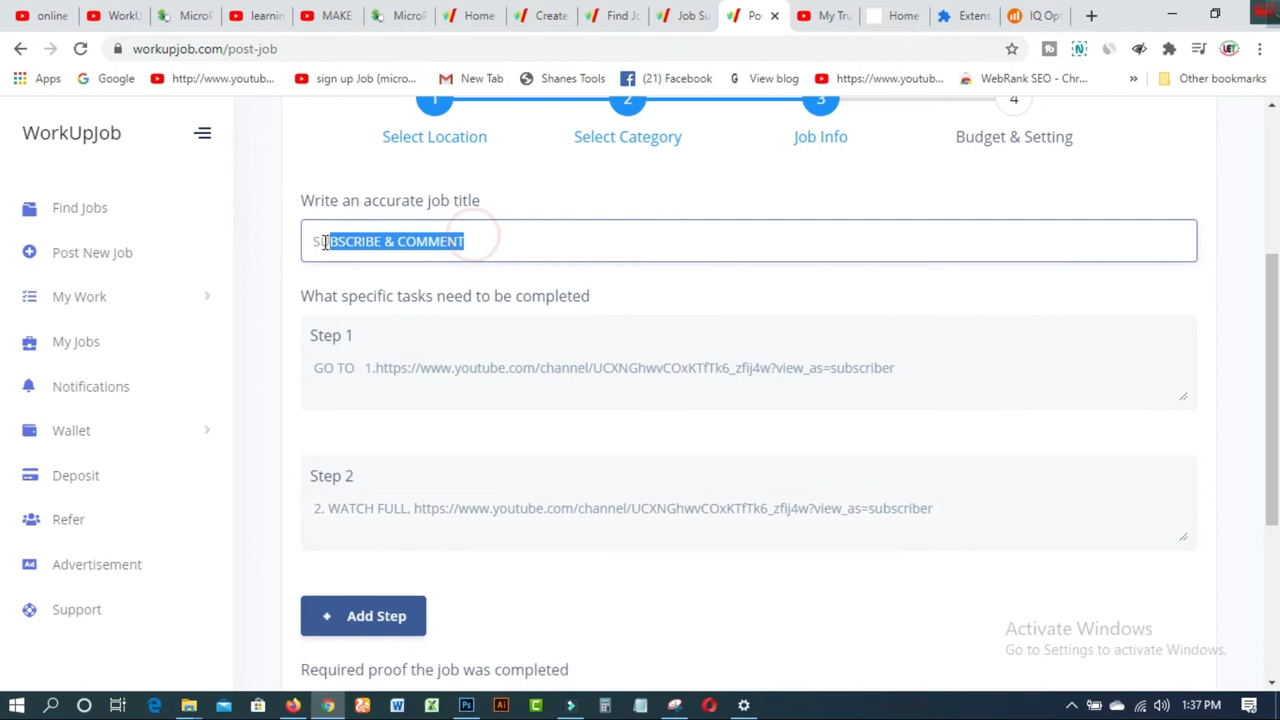 online
WorkU
MicroF
learnin
MAKE
MicroF
Home
Create
Find Jo
Job Su
Po
My Tru
Home
Extens
IQ Opt
workupjob.com/post-job
Apps
Google
http://www.youtub...
sign up Job (micro...
New Tab
Shanes Tools
(21) Facebook
View blog
https://www.youtub...
WebRank SEO - Chr...
»
Other bookmarks
WorkUpJob
1
2
3
4
Select Location
Select Category
Job Info
Budget & Setting
Find Jobs
Post New Job
My Work
My Jobs
Notifications
Wallet
Deposit
Refer
Advertisement
Support
Write an accurate job title
SUBSCRIBE & COMMENT
What specific tasks need to be completed
Step 1
GO TO 1.https://www.youtube.com/channel/UCXNGhwvCOxKTfTk6_zfij4w?view_as=subscriber
Step 2
2. WATCH FULL, https://www.youtube.com/channel/UCXNGhwvCOxKTfTk6_zfij4w?view_as=subscriber
+ Add Step
Required proof the job was completed
Activate Windows
Go to Settings to activate Windows.
1:37 PM